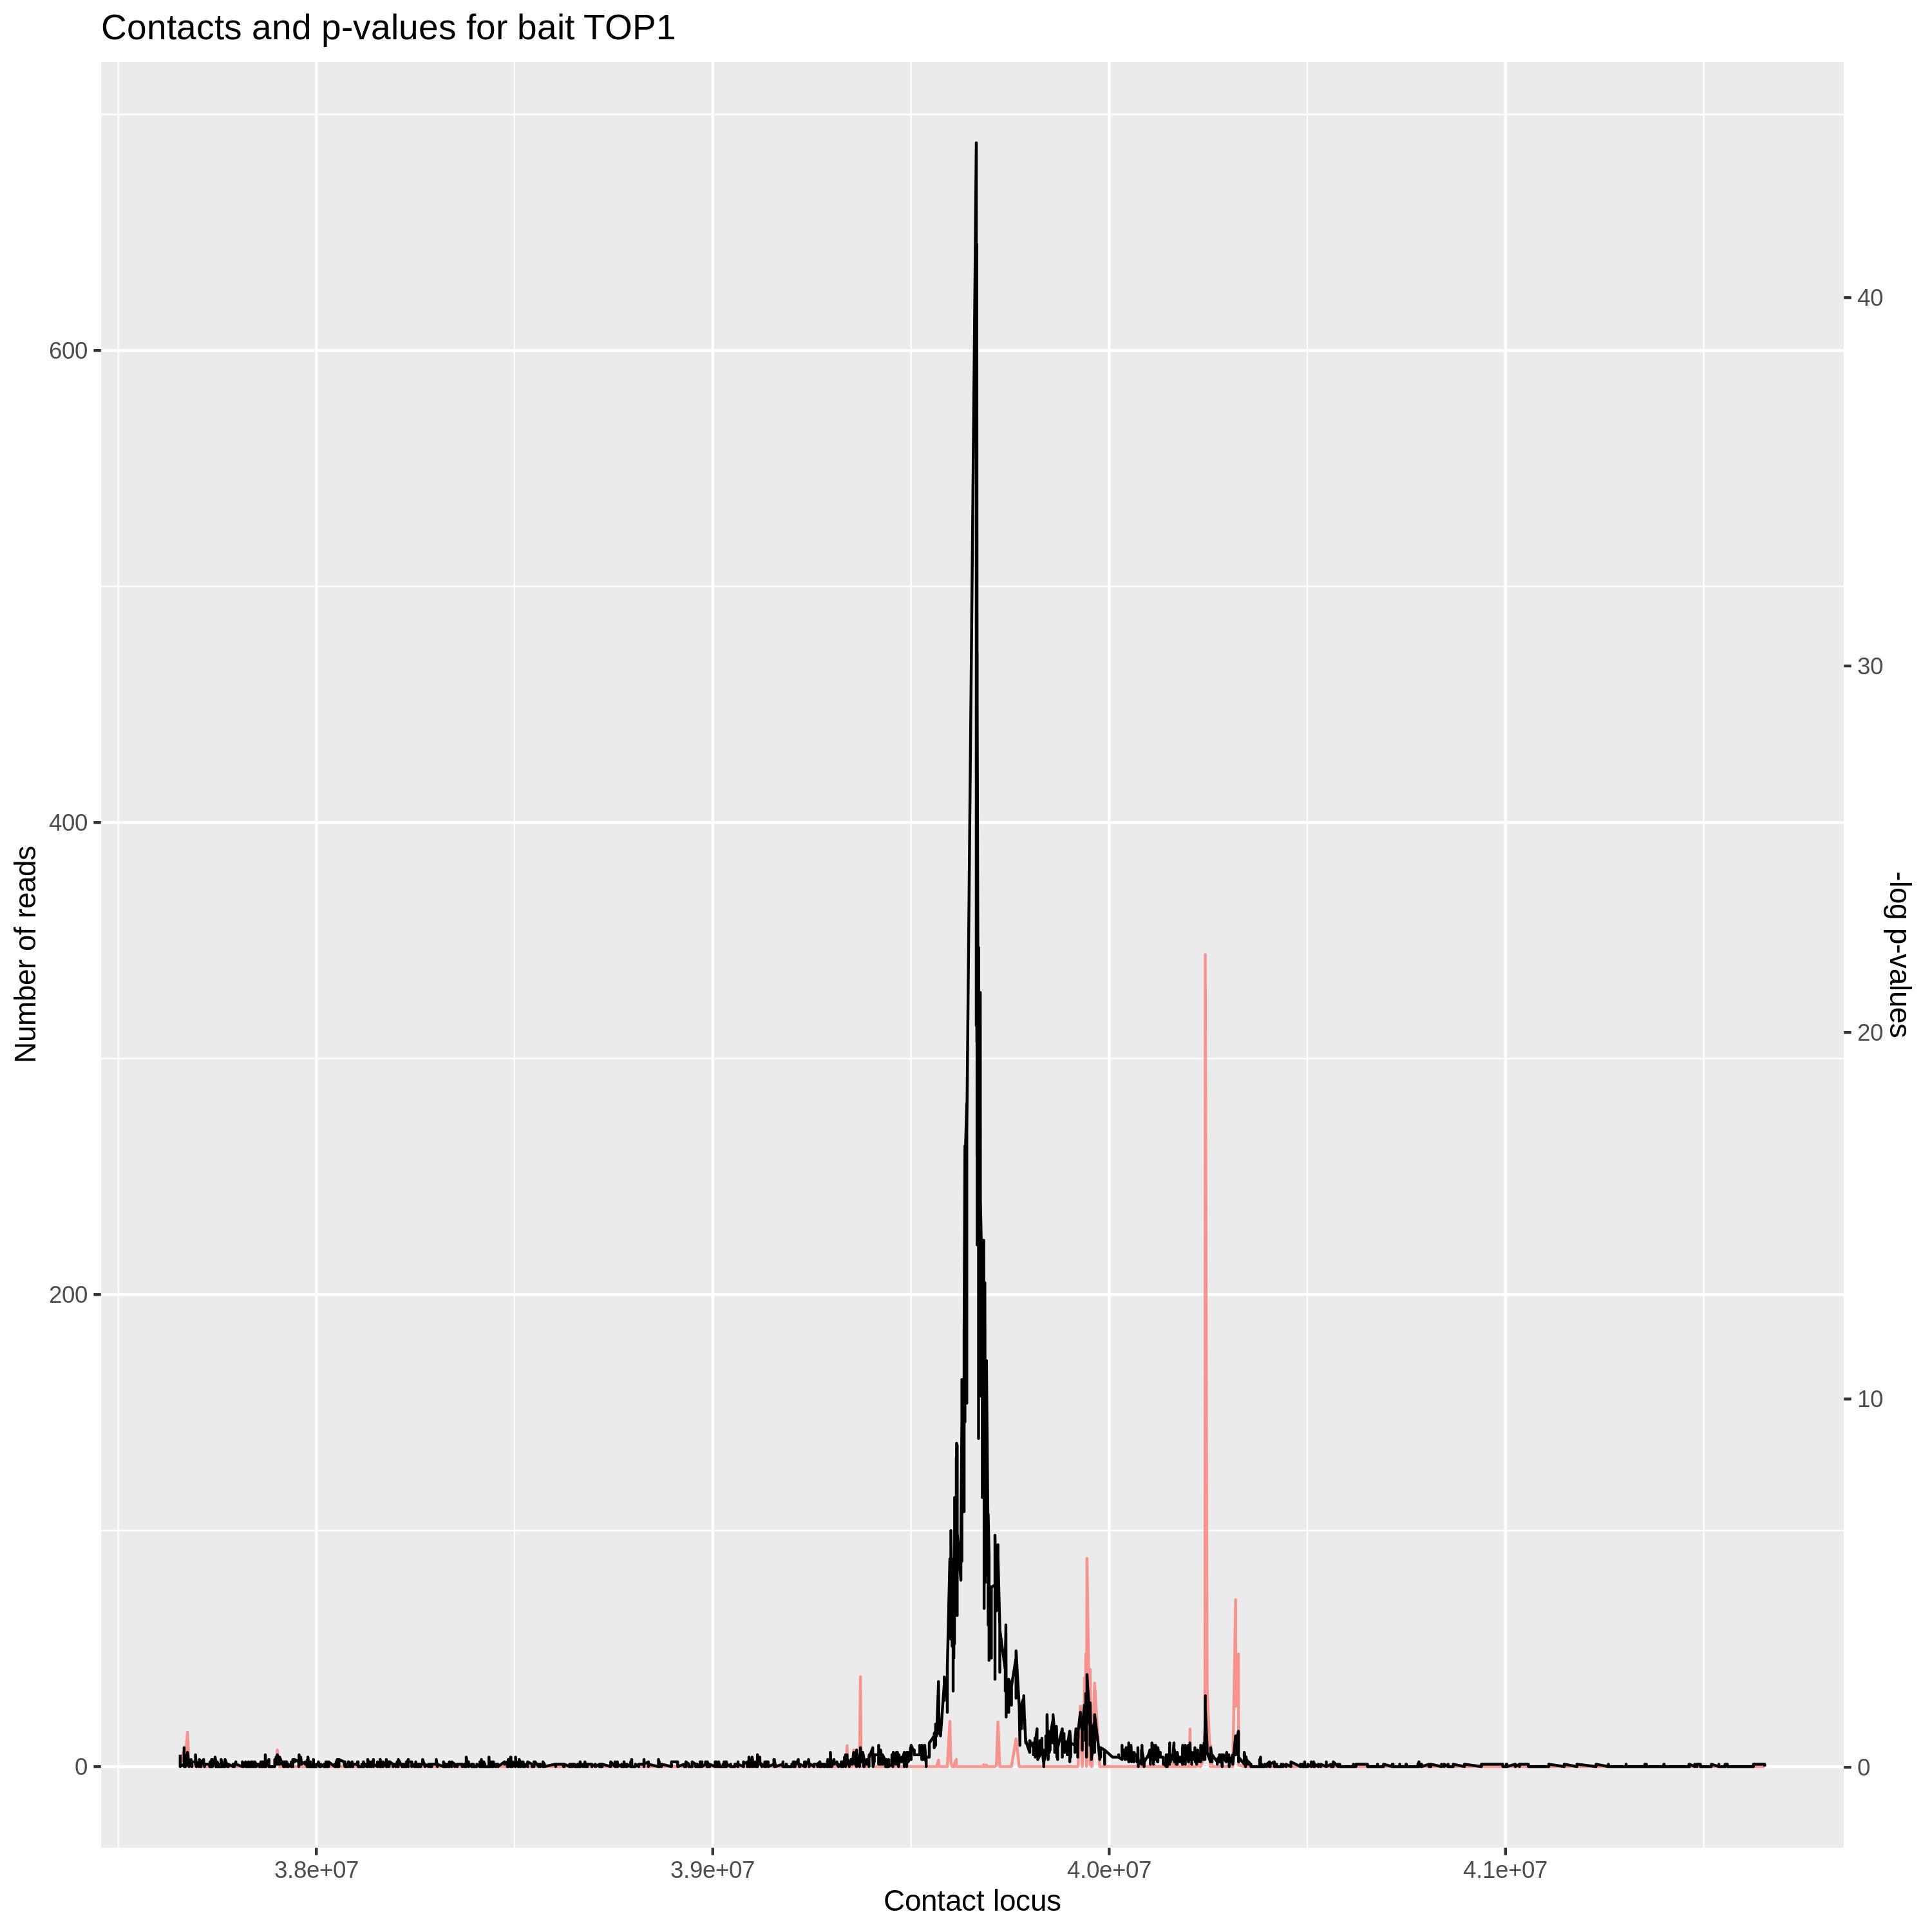 Contacts and p-values for bait TOP1
600
400
200
0
Number of reads
40
30
20
10
0
-log p-values
3.8e+07 3.9e+07 4.0e+07 4.1e+07
Contact locus